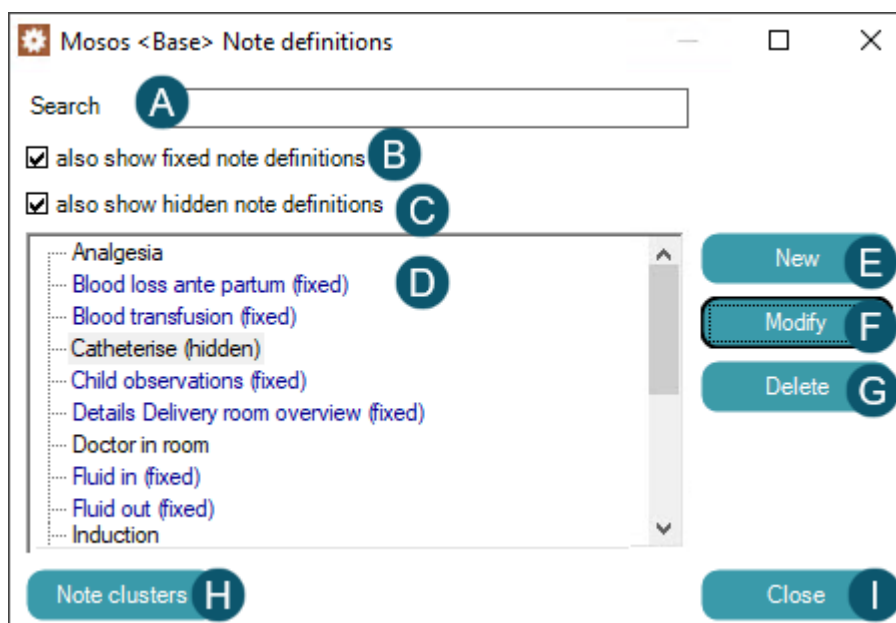 Mosos <Base> Note definitions
Search A
also show fixed note definitions B
also show hidden note definitions C
Analgesia
Blood loss ante partum (fixed) D
Blood transfusion (fixed)
Catheterise (hidden)
Child observations (fixed)
Details Delivery room overview (fixed)
Doctor in room
Fluid in (fixed)
Fluid out (fixed)
Induction
New E
Modify F
Delete G
Note clusters H
Close I